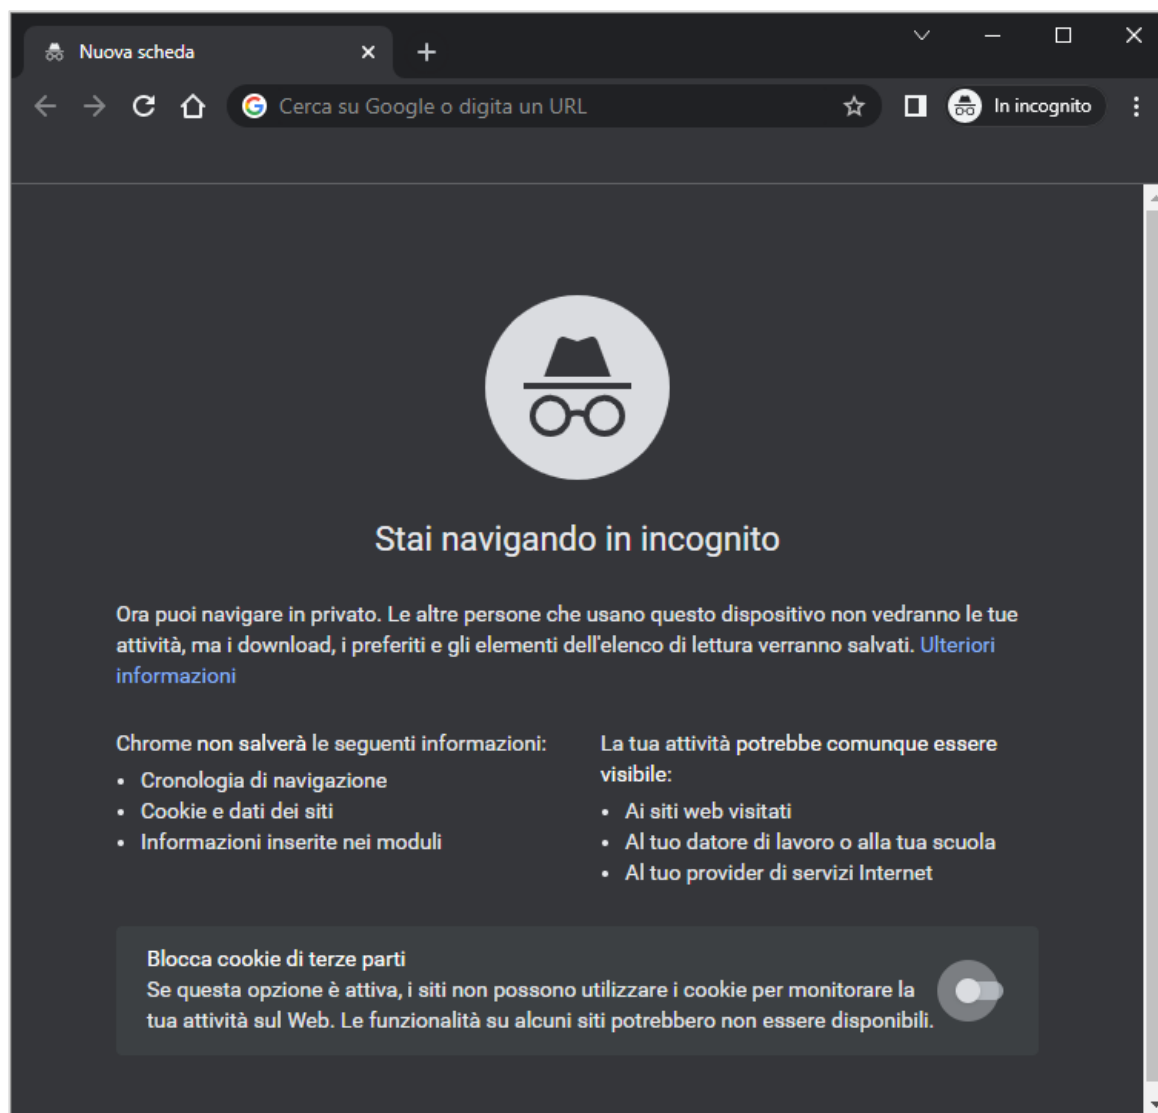 Nuova scheda
Cerca su Google o digita un URL
In incognito
Stai navigando in incognito
Ora puoi navigare in privato. Le altre persone che usano questo dispositivo non vedranno le tue
attività, ma i download, i preferiti e gli elementi dell'elenco di lettura verranno salvati. Ulteriori
informazioni
Chrome non salverà le seguenti informazioni:
• Cronologia di navigazione
• Cookie e dati dei siti
• Informazioni inserite nei moduli
La tua attività potrebbe comunque essere
visibile:
• Ai siti web visitati
• Al tuo datore di lavoro o alla tua scuola
• Al tuo provider di servizi Internet
Blocca cookie di terze parti
Se questa opzione è attiva, i siti non possono utilizzare i cookie per monitorare la
tua attività sul Web. Le funzionalità su alcuni siti potrebbero non essere disponibili.